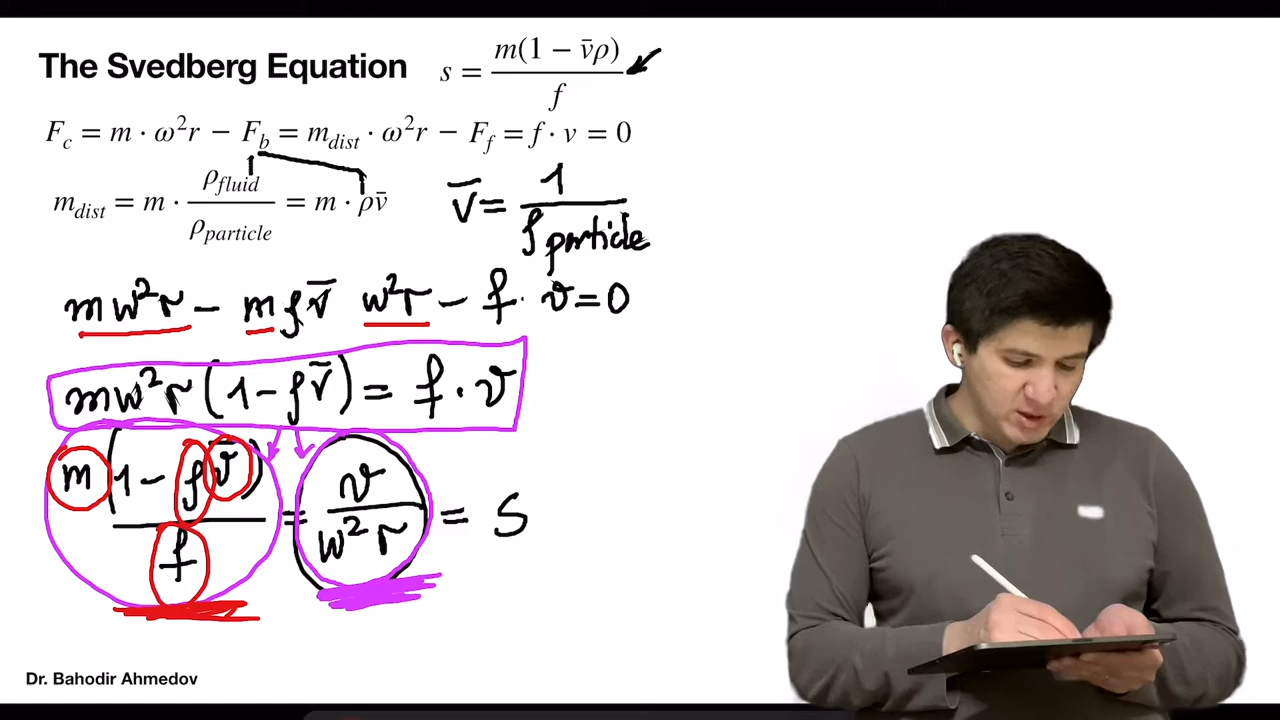 The Svedberg Equation s = m(1 − v̄ρ) / f
F_c = m · ω²r − F_b = m_dist · ω²r − F_f = f · v = 0
m_dist = m · ρ_fluid / ρ_particle = m · ρv̄ v̄ = 1 / ρ particle
mw²r − mρv̄ w²r − f · v = 0
mw²r (1 − ρv̄) = f · v
m (1 − ρv̄) / f = v / w²r = S
Dr. Bahodir Ahmedov